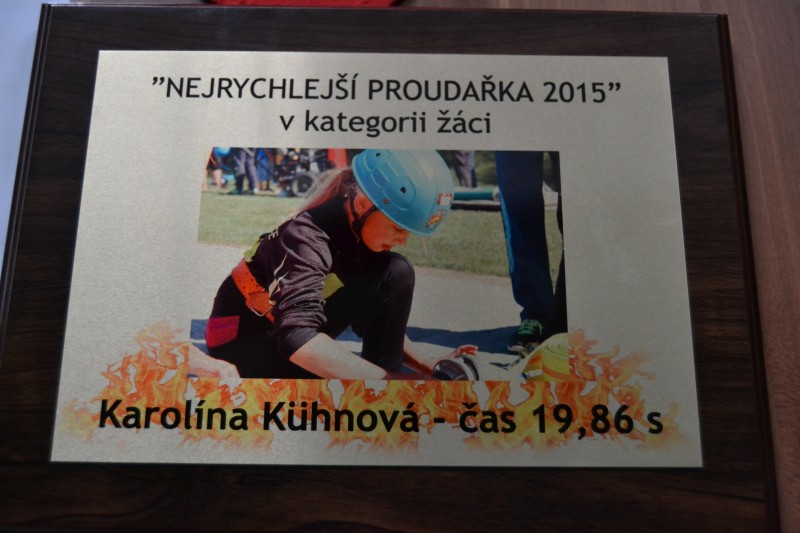 ”NEJRYCHLEJŠÍ PROUDAŘKA 2015”
v kategorii žáci
Karolína Kühnová - čas 19,86 s